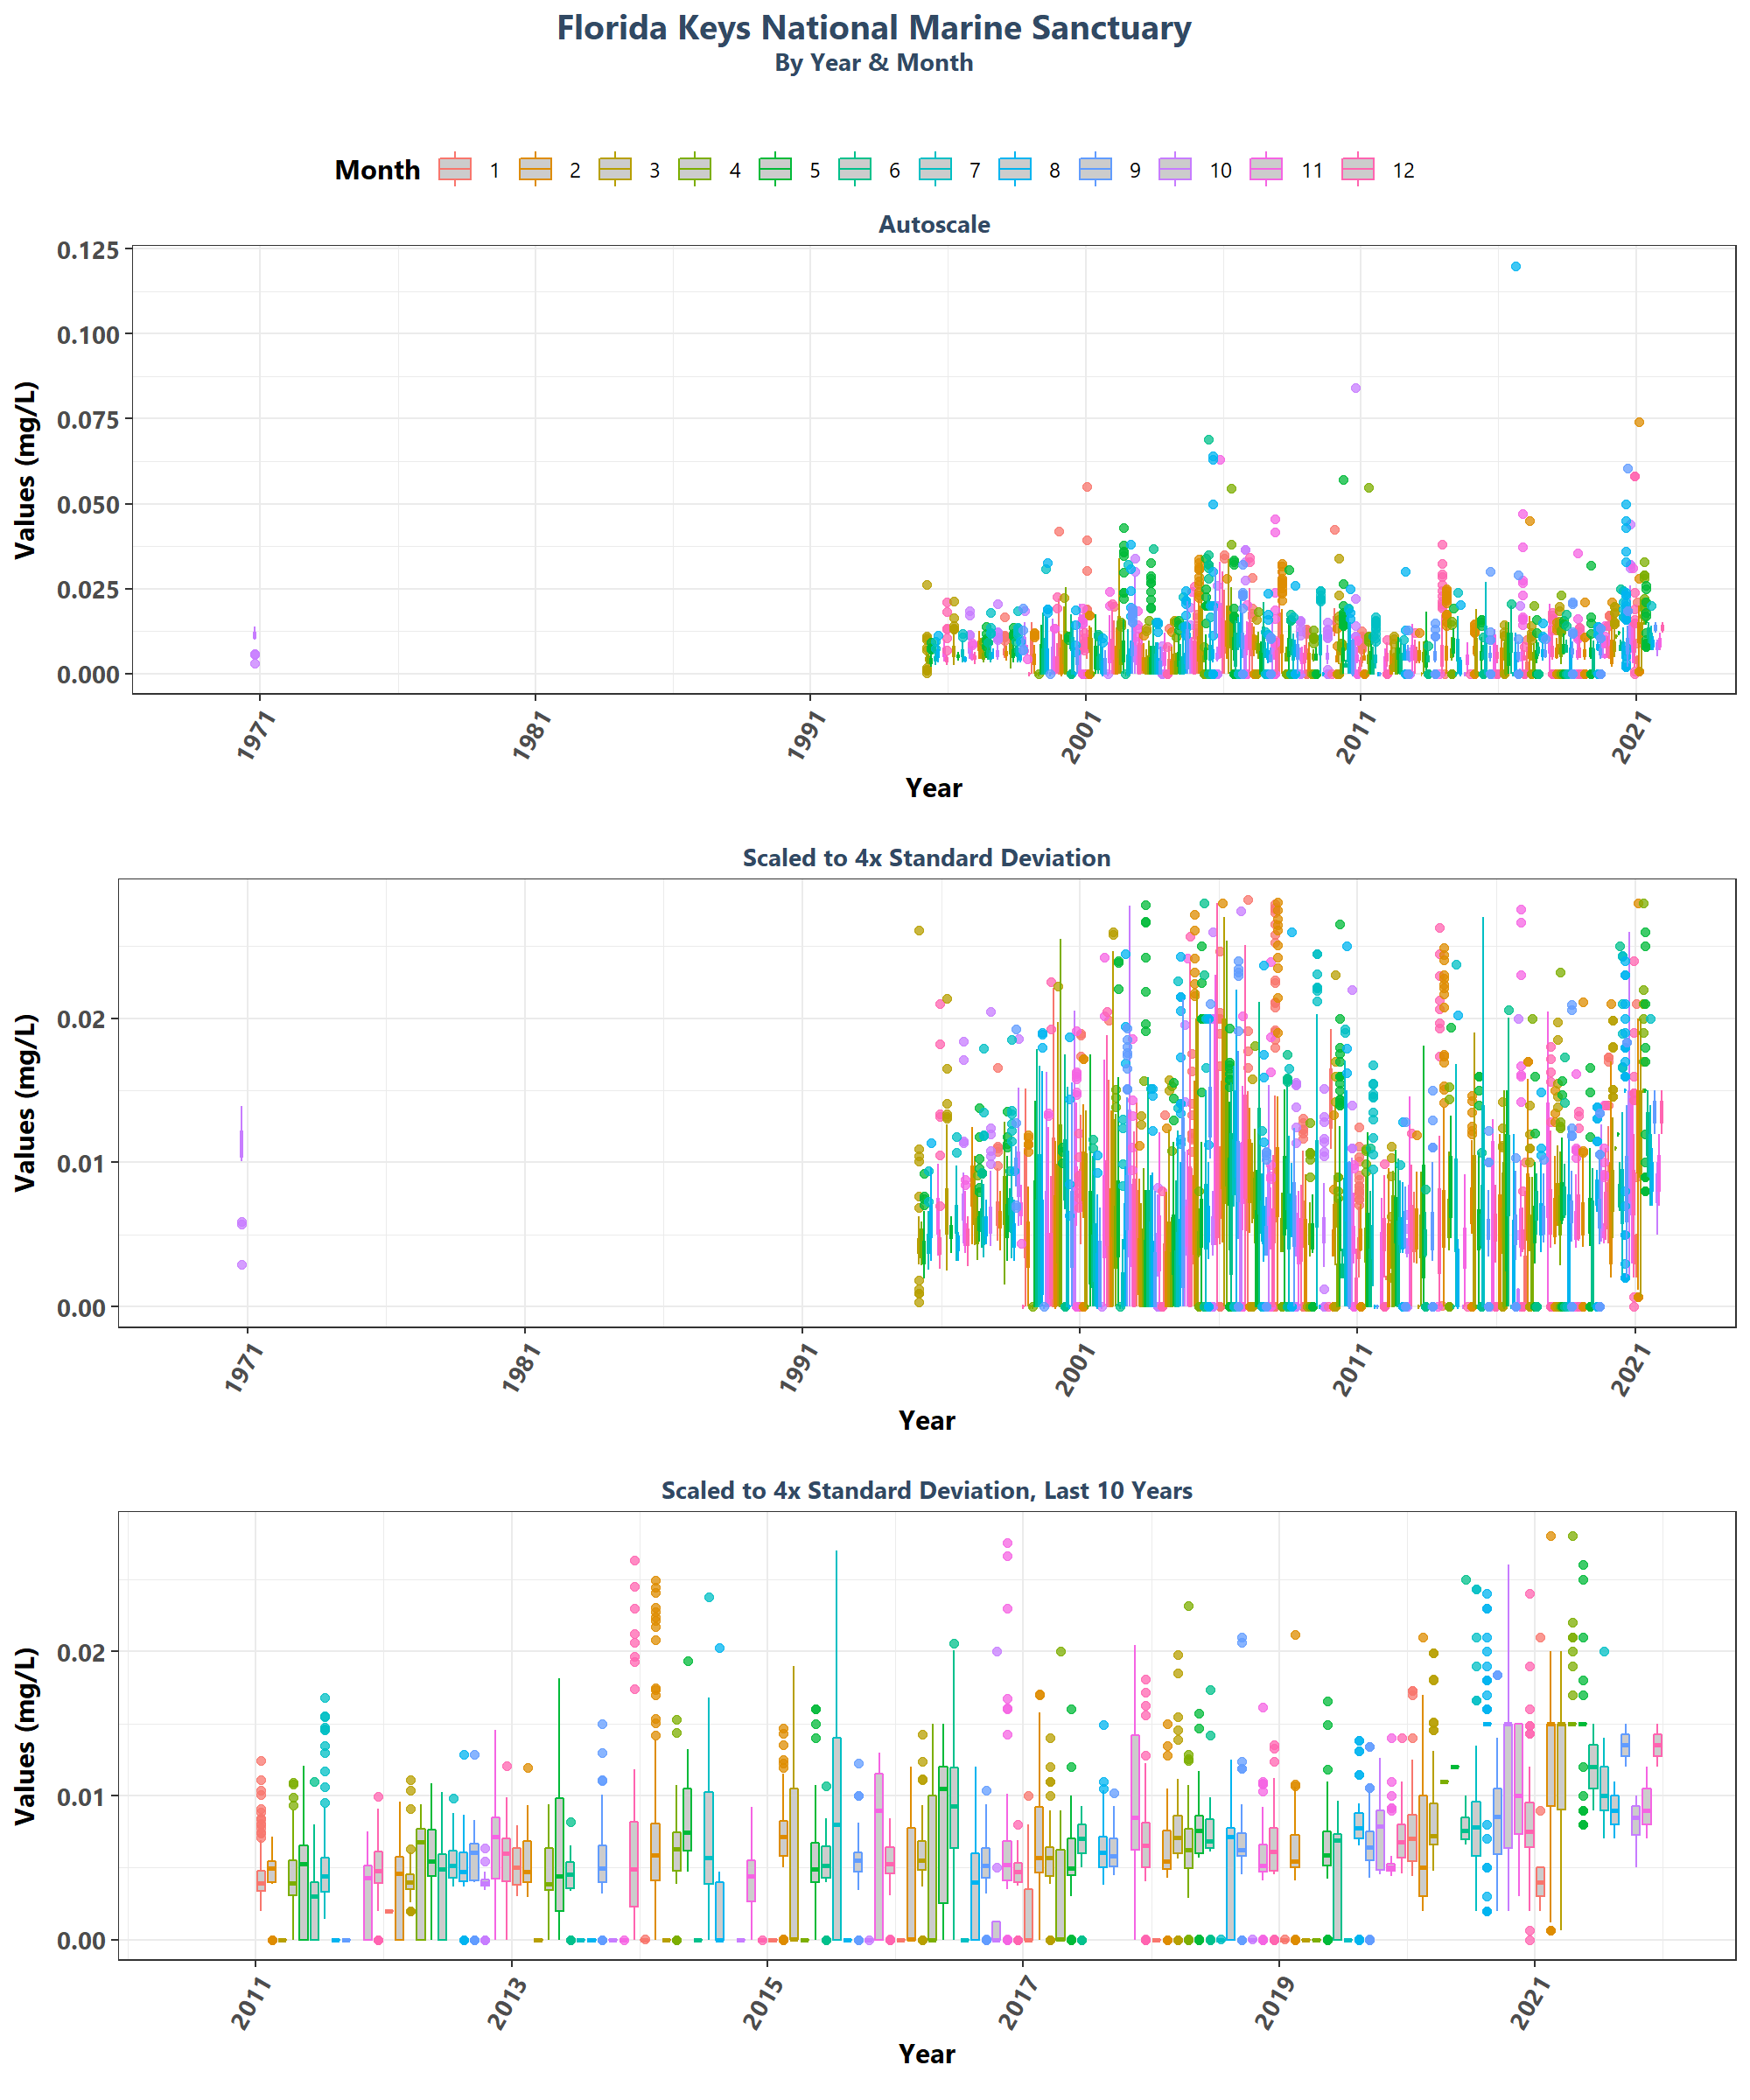 Florida Keys National Marine Sanctuary
By Year & Month
Month 1 2 3 4 5 6 7 8 9 10 11 12
Autoscale
Values (mg/L)
0.125
0.100
0.075
0.050
0.025
0.000
1971 1981 1991 2001 2011 2021
Year
Scaled to 4x Standard Deviation
Values (mg/L)
0.02
0.01
0.00
1971 1981 1991 2001 2011 2021
Year
Scaled to 4x Standard Deviation, Last 10 Years
Values (mg/L)
0.02
0.01
0.00
2011 2013 2015 2017 2019 2021
Year